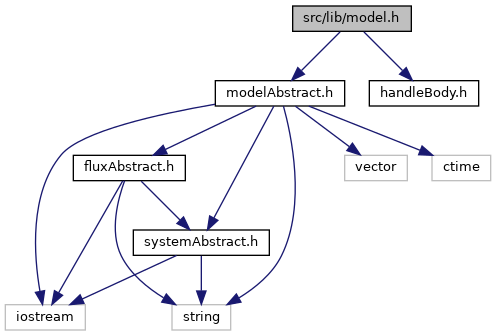 src/lib/model.h
modelAbstract.h
handleBody.h
fluxAbstract.h
vector
ctime
systemAbstract.h
iostream
string